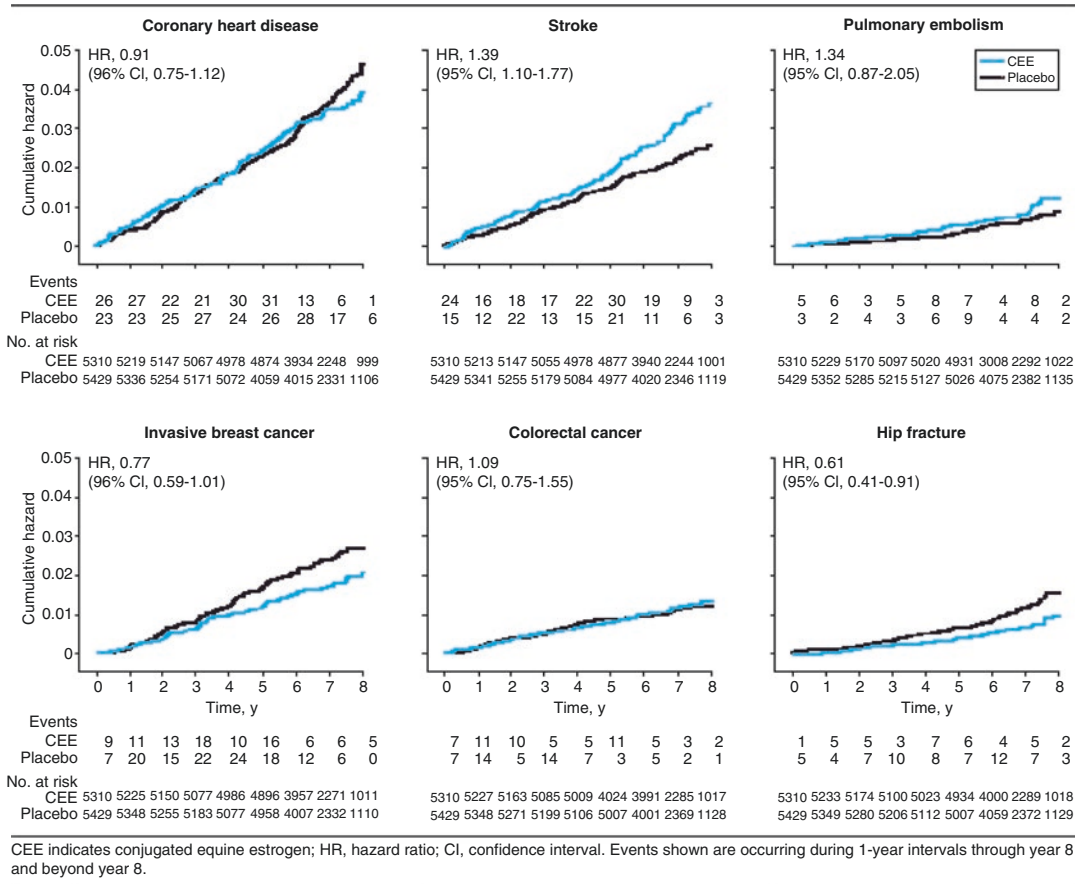 Coronary heart disease
Stroke
Pulmonary embolism
Cumulative hazard
0.05
0.04
0.03
0.02
0.01
0
HR, 0.91
(96% CI, 0.75-1.12)
HR, 1.39
(95% CI, 1.10-1.77)
HR, 1.34
(95% CI, 0.87-2.05)
CEE
Placebo
Events
CEE 26 27 22 21 30 31 13 6 1 24 16 18 17 22 30 19 9 3 5 6 3 5 8 7 4 8 2
Placebo 23 23 25 27 24 26 28 17 6 15 12 22 13 15 21 11 6 3 3 2 4 3 6 9 4 4 2
No. at risk
CEE 5310 5219 5147 5067 4978 4874 3934 2248 999 5310 5213 5147 5055 4978 4877 3940 2244 1001 5310 5229 5170 5097 5020 4931 3008 2292 1022
Placebo 5429 5336 5254 5171 5072 4059 4015 2331 1106 5429 5341 5255 5179 5084 4977 4020 2346 1119 5429 5352 5285 5215 5127 5026 4075 2382 1135
Invasive breast cancer
Colorectal cancer
Hip fracture
Cumulative hazard
0.05
0.04
0.03
0.02
0.01
0
HR, 0.77
(96% CI, 0.59-1.01)
HR, 1.09
(95% CI, 0.75-1.55)
HR, 0.61
(95% CI, 0.41-0.91)
0 1 2 3 4 5 6 7 8 0 1 2 3 4 5 6 7 8 0 1 2 3 4 5 6 7 8
Time, y Time, y Time, y
Events
CEE 9 11 13 18 10 16 6 6 5 7 11 10 5 5 11 5 3 2 1 5 5 3 7 6 4 5 2
Placebo 7 20 15 22 24 18 12 6 0 7 14 5 14 7 3 5 2 1 5 4 7 10 8 7 12 7 3
No. at risk
CEE 5310 5225 5150 5077 4986 4896 3957 2271 1011 5310 5227 5163 5085 5009 4024 3991 2285 1017 5310 5233 5174 5100 5023 4934 4000 2289 1018
Placebo 5429 5348 5255 5183 5077 4958 4007 2332 1110 5429 5348 5271 5199 5106 5007 4001 2369 1128 5429 5349 5280 5206 5112 5007 4059 2372 1129
CEE indicates conjugated equine estrogen; HR, hazard ratio; CI, confidence interval. Events shown are occurring during 1-year intervals through year 8
and beyond year 8.